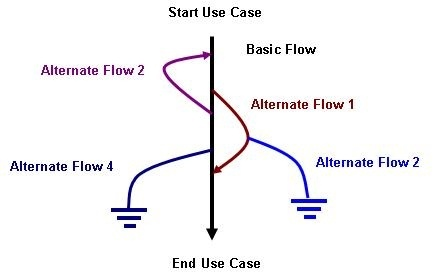 Start Use Case
Basic Flow
Alternate Flow 2
Alternate Flow 1
Alternate Flow 4
Alternate Flow 2
End Use Case